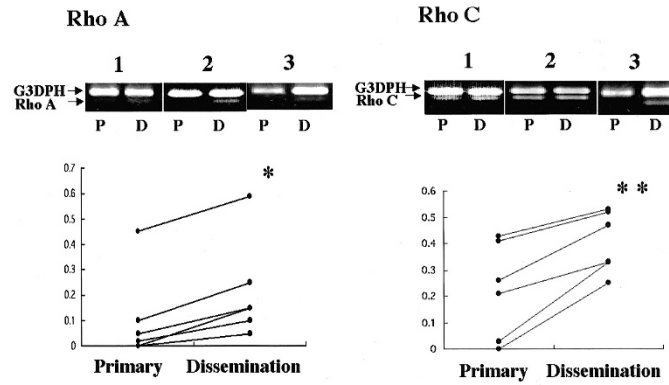 Rho A
1 2 3
G3DPH
Rho A
P D P D P D
*
0.7
0.6
0.5
0.4
0.3
0.2
0.1
0
Primary Dissemination
Rho C
1 2 3
G3DPH
Rho C
P D P D P D
**
0.6
0.5
0.4
0.3
0.2
0.1
0
Primary Dissemination